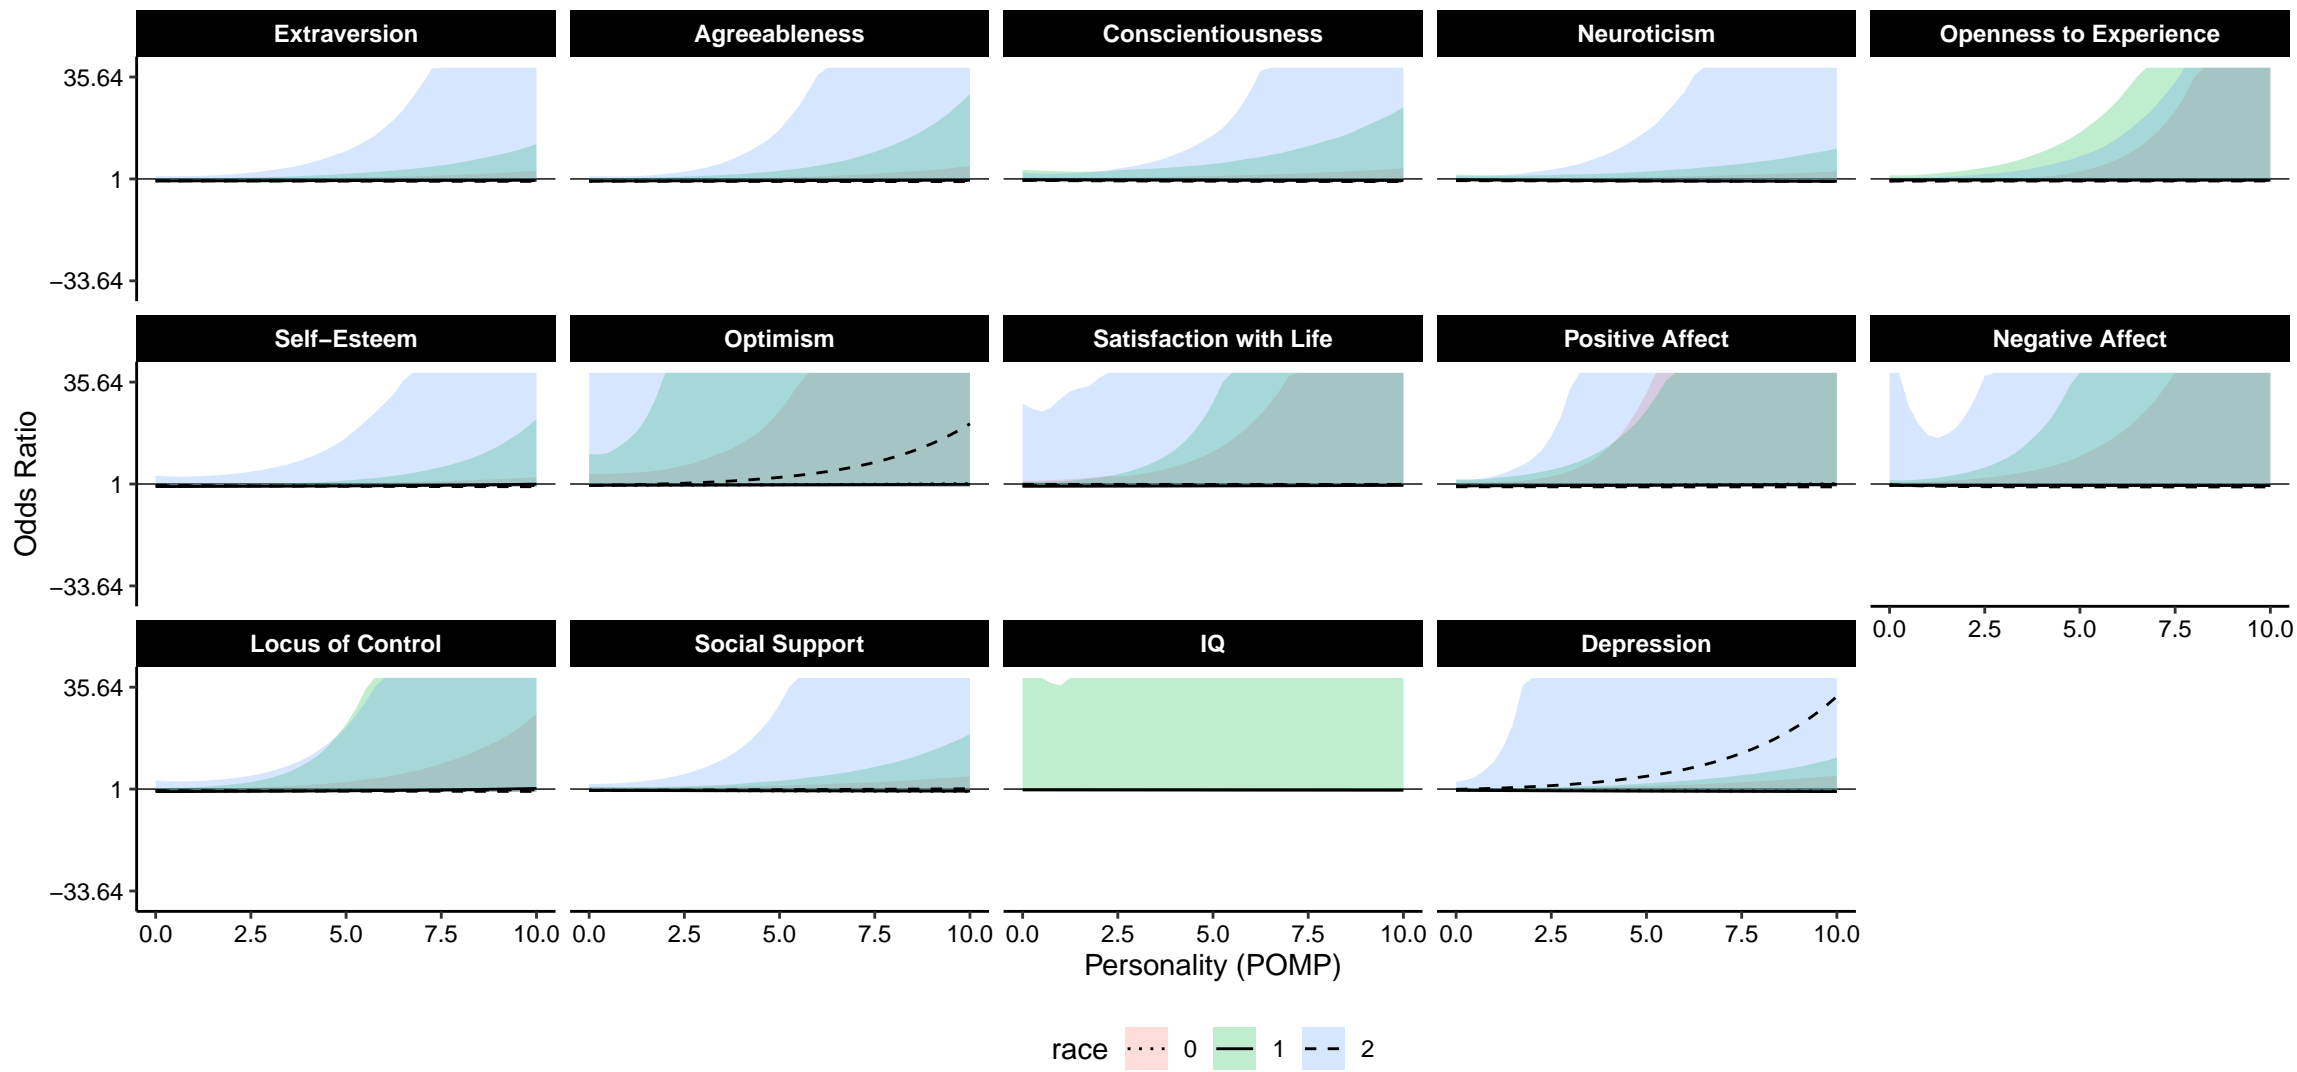 Extraversion Agreeableness Conscientiousness Neuroticism Openness to Experience
35.64
1
−33.64
Self−Esteem Optimism Satisfaction with Life Positive Affect Negative Affect
35.64
1
−33.64
Odds Ratio
0.0 2.5 5.0 7.5 10.0
Locus of Control Social Support IQ Depression
35.64
1
−33.64
0.0 2.5 5.0 7.5 10.0 0.0 2.5 5.0 7.5 10.0 0.0 2.5 5.0 7.5 10.0 0.0 2.5 5.0 7.5 10.0
Personality (POMP)
race 0 1 2